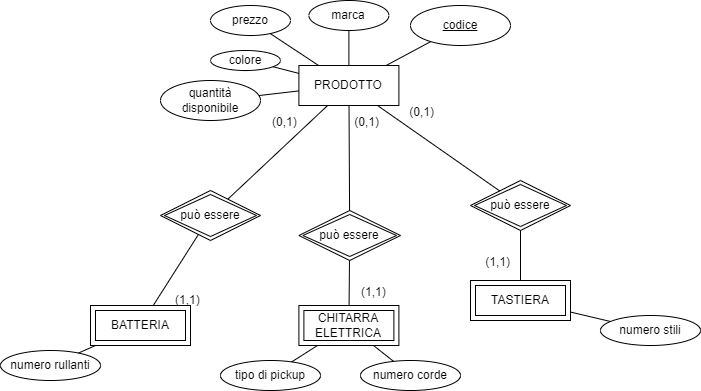 marca
prezzo
codice
colore
PRODOTTO
quantità
disponibile
(0,1)
(0,1)
(0,1)
può essere
può essere
può essere
(1,1)
(1,1)
(1,1)
TASTIERA
BATTERIA
CHITARRA
ELETTRICA
numero stili
numero rullanti
tipo di pickup
numero corde